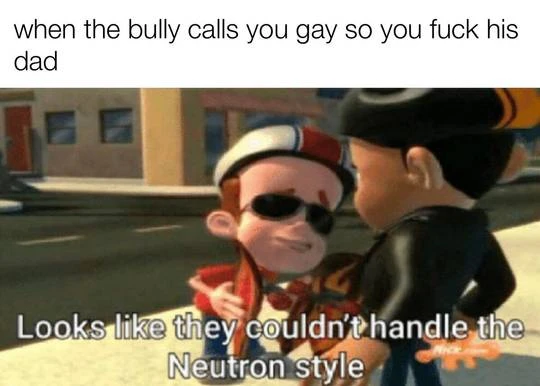 when the bully calls you gay so you fuck his
dad
Looks like they couldn't handle the
Neutron style
Nick